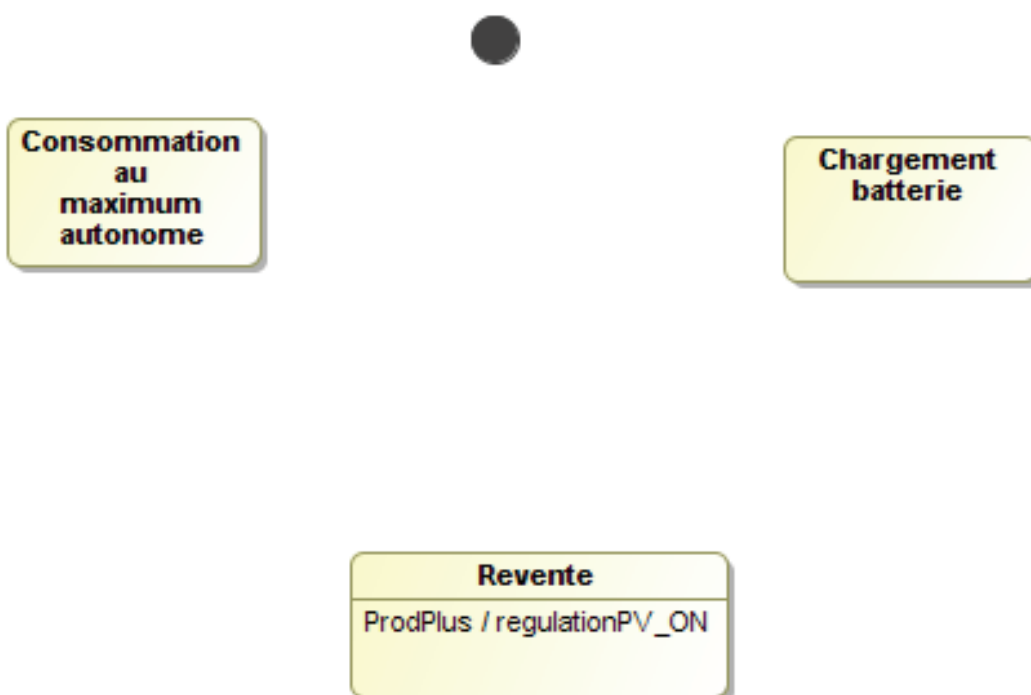 Consommation
au
maximum
autonome
Chargement
batterie
Revente
ProdPlus / regulationPV_ON